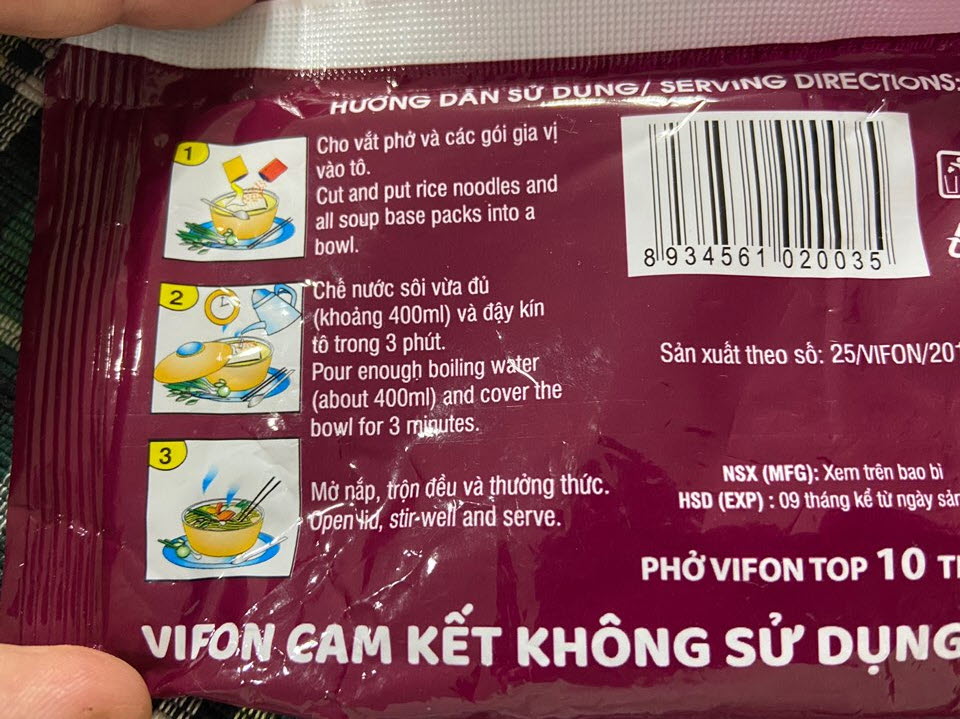 HƯỚNG DẪN SỬ DỤNG/ SERVING DIRECTIONS:
1
Cho vắt phở và các gói gia vị
vào tô.
Cut and put rice noodles and
all soup base packs into a
bowl.
2
Chế nước sôi vừa đủ
(khoảng 400ml) và đậy kín
tô trong 3 phút.
Pour enough boiling water
(about 400ml) and cover the
bowl for 3 minutes.
3
Mở nắp, trộn đều và thưởng thức.
Open lid, stir-well and serve.
8 934561 020035
Sản xuất theo số: 25/VIFON/201
NSX (MFG): Xem trên bao bì
HSD (EXP) : 09 tháng kể từ ngày sản
PHỞ VIFON TOP 10 
VIFON CAM KẾT KHÔNG SỬ DỤNG